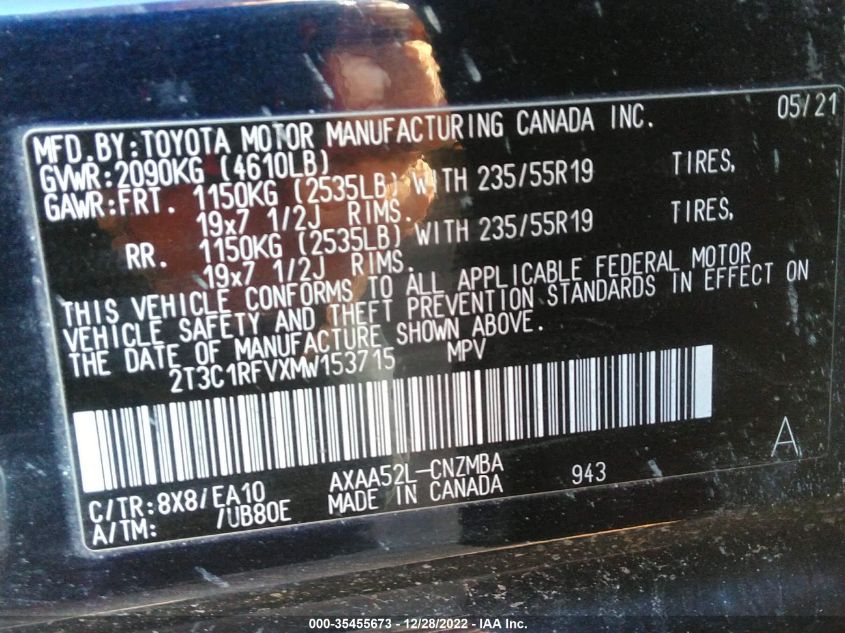 05/21
MFD.BY:TOYOTA MOTOR MANUFACTURING CANADA INC.
GVWR:2090KG (4610LB)
GAWR:FRT. 1150KG (2535LB) WITH 235/55R19 TIRES,
19x7 1/2J RIMS.
RR. 1150KG (2535LB) WITH 235/55R19 TIRES,
19x7 1/2J RIMS.
THIS VEHICLE CONFORMS TO ALL APPLICABLE FEDERAL MOTOR
VEHICLE SAFETY AND THEFT PREVENTION STANDARDS IN EFFECT ON
THE DATE OF MANUFACTURE SHOWN ABOVE.
2T3C1RFVXMW153715 MPV
A
C/TR:8X8/EA10 AXAA52L-CNZMBA 943
A/TM: /UB80E MADE IN CANADA
000-35455673 - 12/28/2022 - IAA Inc.